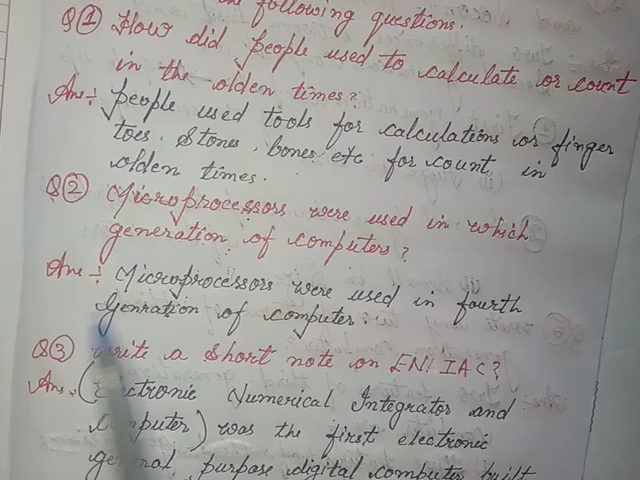 the following questions.
Q① How did people used to calculate or count
in the olden times?
Ans:- People used tools for calculations or finger
toes. Stones, bones etc for count in
olden times.
Q② Microprocessors were used in which
generation of computers?
Ans:- Microprocessors were used in fourth
Genration of computer.
Q③ Write a short note on ENIAC?
Ans. (Electronic Numerical Integrator and
Computer) was the first electronic
general purpose digital computer built